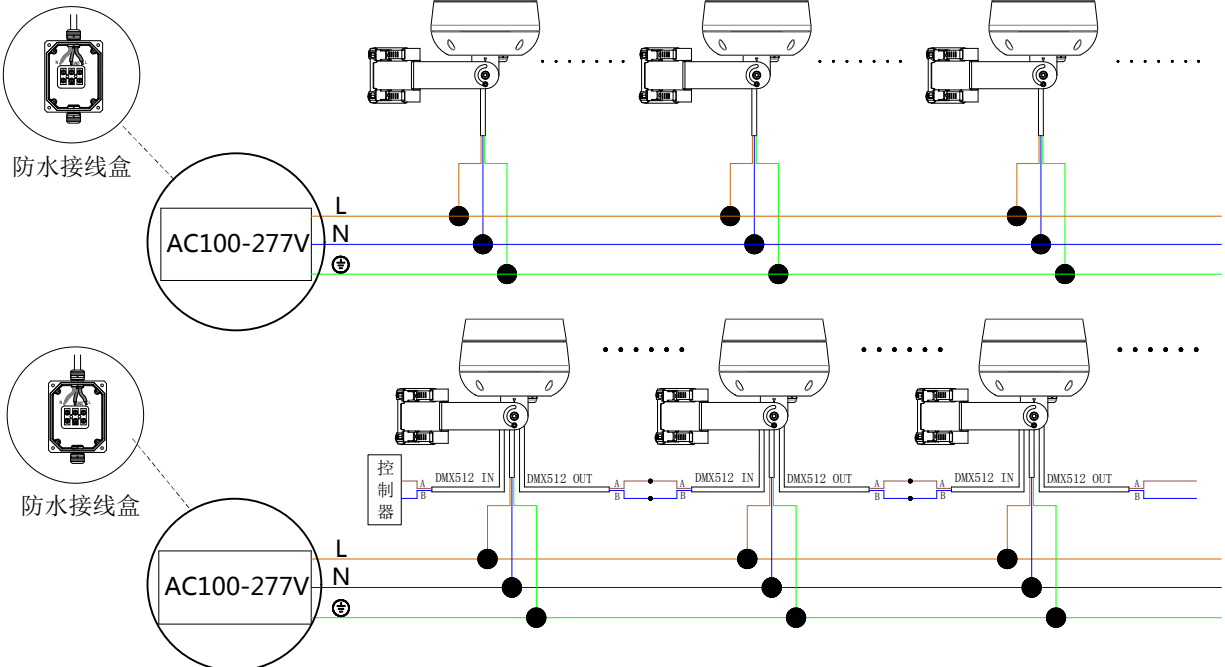 防水接线盒
AC100-277V
L
N
防水接线盒
控制器
A
B
DMX512 IN
DMX512 OUT
A
B
A
B
DMX512 IN
DMX512 OUT
A
B
A
B
DMX512 IN
DMX512 OUT
A
B
AC100-277V
L
N